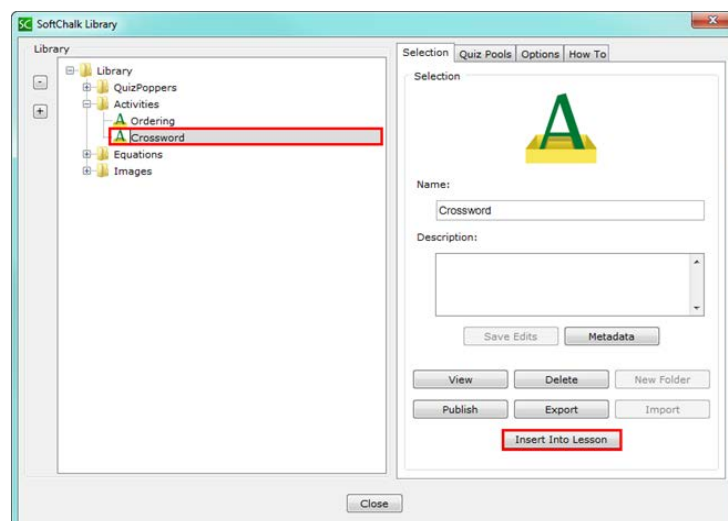 SC SoftChalk Library
Library
- 
+
Library
QuizPoppers
Activities
A Ordering
A Crossword
Equations
Images
Selection Quiz Pools Options How To
Selection
A
Name:
Crossword
Description:
Save Edits Metadata
View Delete New Folder
Publish Export Import
Insert Into Lesson
Close